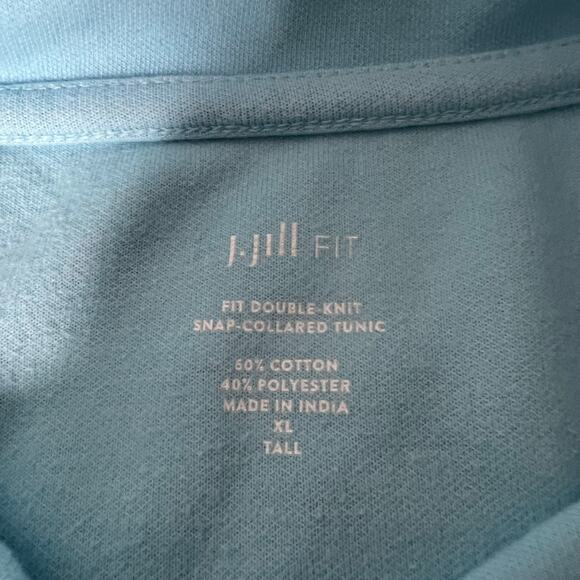 J.Jill FIT
FIT DOUBLE-KNIT
SNAP-COLLARED TUNIC
60% COTTON
40% POLYESTER
MADE IN INDIA
XL
TALL